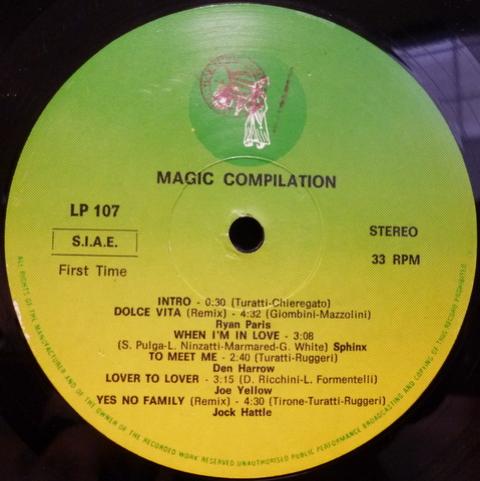 MAGIC COMPILATION
LP 107
STEREO
S.I.A.E.
33 RPM
First Time
INTRO - 0:30 (Turatti-Chieregato)
DOLCE VITA (Remix) - 4:32 (Giombini-Mazzolini)
Ryan Paris
WHEN I'M IN LOVE - 3:08
(S. Pulga-L. Ninzatti-Marmared-G. White) Sphinx
TO MEET ME - 2:40 (Turatti-Ruggeri)
Den Harrow
LOVER TO LOVER - 3:15 (D. Ricchini-L. Formentelli)
Joe Yellow
YES NO FAMILY (Remix) - 4:30 (Tirone-Turatti-Ruggeri)
Jock Hattle
ALL RIGHTS OF THE MANUFACTURER AND OF THE OWNER OF THE RECORDED WORK RESERVED UNAUTHORISED PUBLIC PERFORMANCE BROADCASTING AND COPYING OF THIS RECORD PROHIBITED